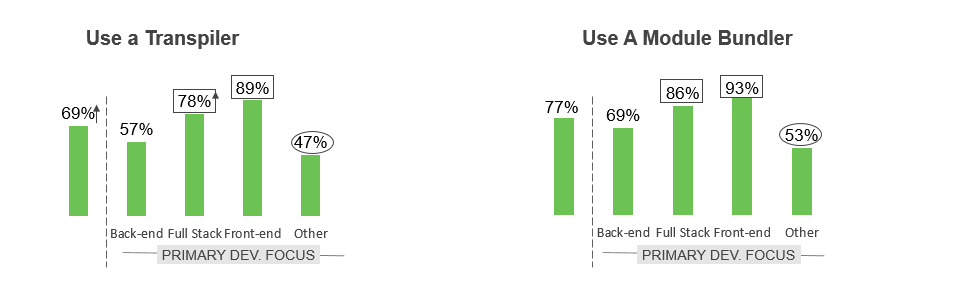 Use a Transpiler
69%
57%
78%
89%
47%
Back-end Full Stack Front-end Other
PRIMARY DEV. FOCUS
Use A Module Bundler
77%
69%
86%
93%
53%
Back-end Full Stack Front-end Other
PRIMARY DEV. FOCUS